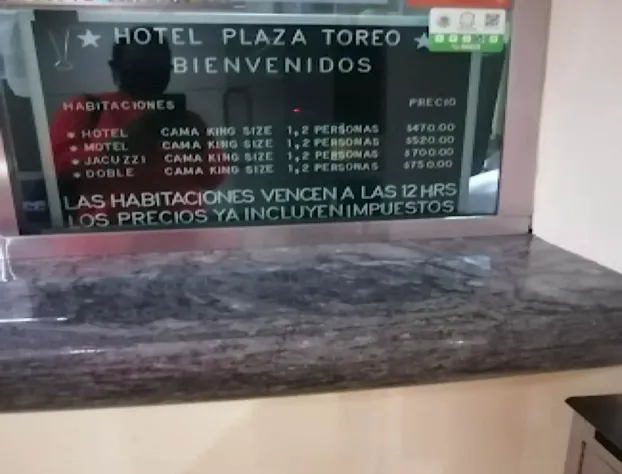 HOTEL PLAZA TOREO
BIENVENIDOS
HABITACIONES PRECIO
HOTEL CAMA KING SIZE 1,2 PERSONAS $470.00
MOTEL CAMA KING SIZE 1,2 PERSONAS $520.00
JACUZZI CAMA KING SIZE 1,2 PERSONAS $700.00
DOBLE CAMA KING SIZE 1,2 PERSONAS $750.00
LAS HABITACIONES VENCEN A LAS 12 HRS
LOS PRECIOS YA INCLUYEN IMPUESTOS